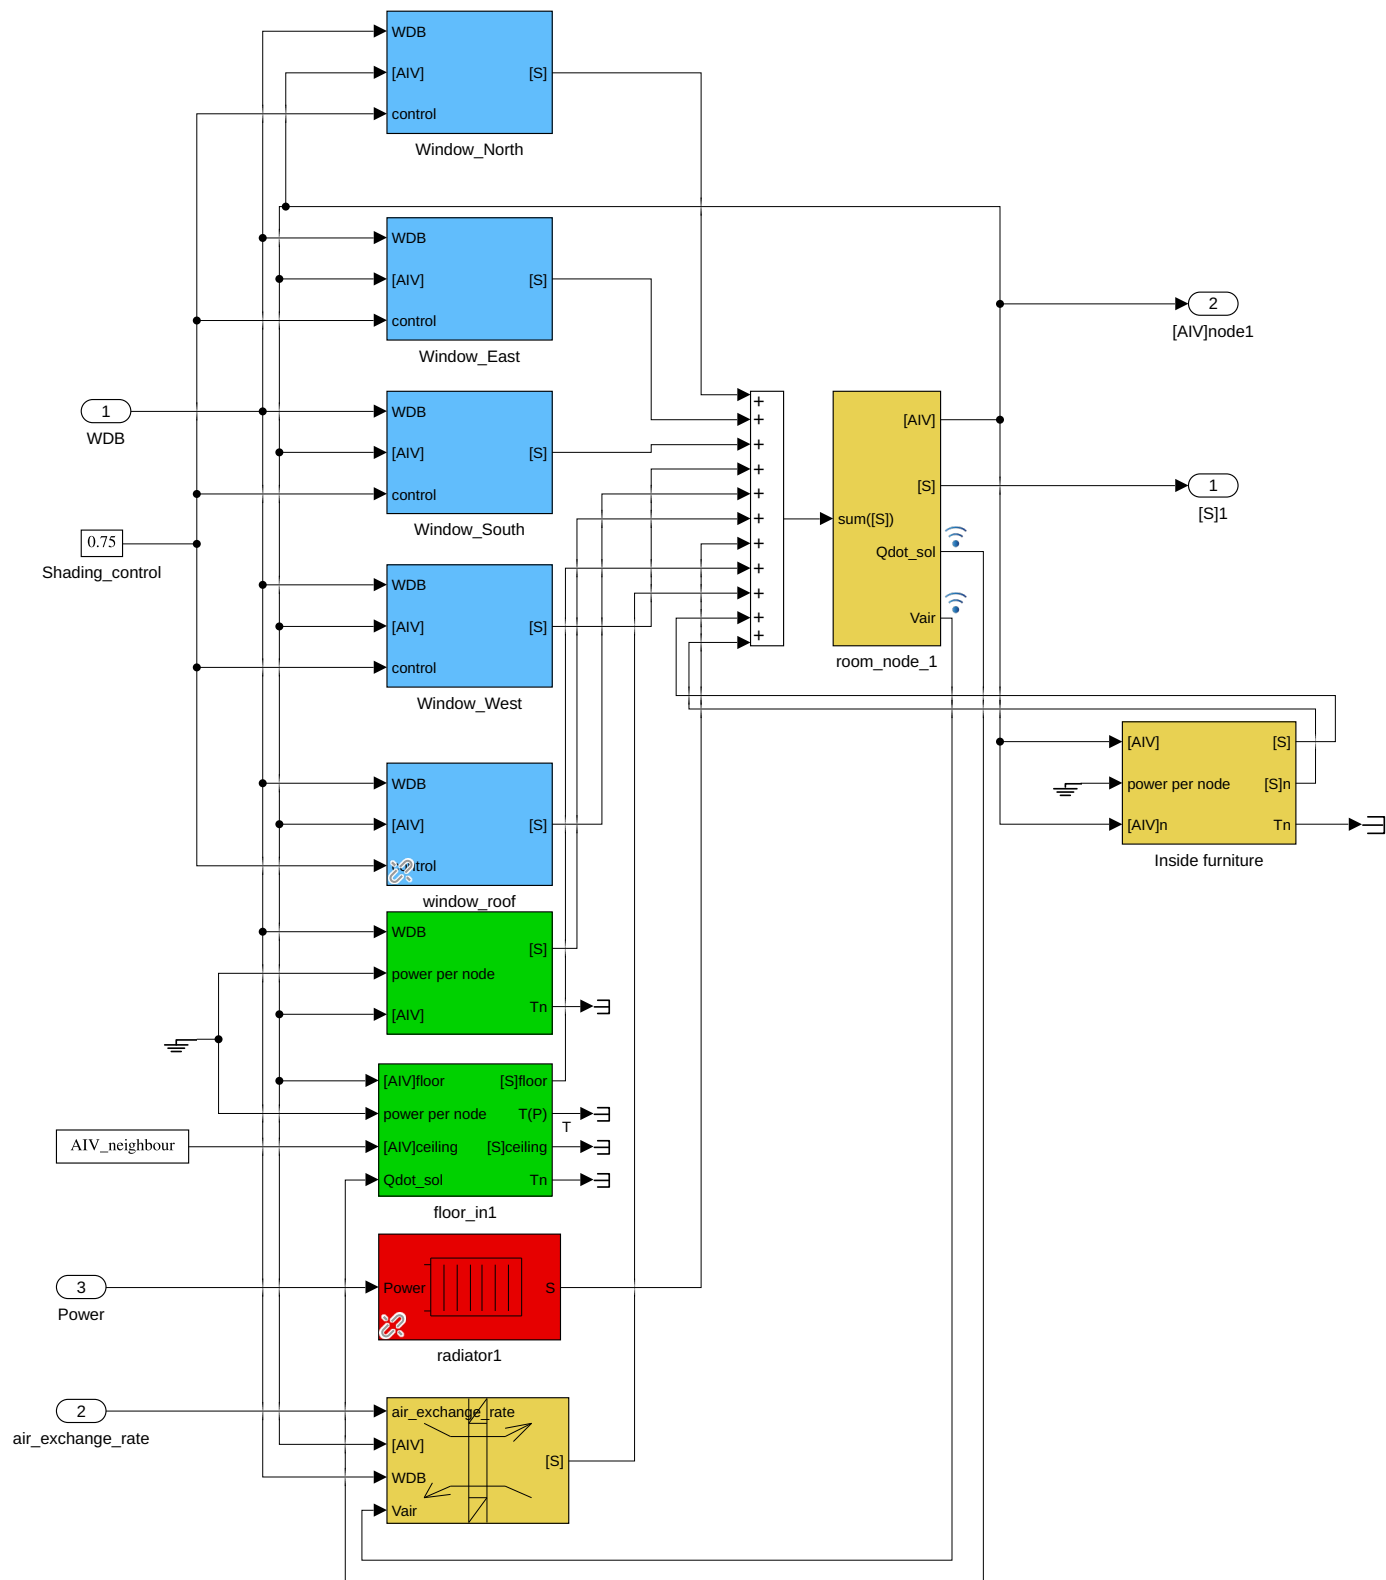 WDB
[AIV]
[S]
control
Window_North
WDB
[AIV]
[S]
control
Window_East
2
[AIV]node1
1
WDB
WDB
[AIV]
[S]
control
Window_South
0.75
Shading_control
WDB
[AIV]
[S]
control
Window_West
+
+
+
+
+
+
+
+
+
+
+
[AIV]
[S]
sum([S])
Qdot_sol
Vair
room_node_1
1
[S]1
[AIV]
[S]
power per node
[S]n
[AIV]n
Tn
Inside furniture
WDB
[AIV]
[S]
window_roof
WDB
[S]
power per node
Tn
[AIV]
[AIV]floor
[S]floor
power per node
T(P)
T
AIV_neighbour
[AIV]ceiling
[S]ceiling
Qdot_sol
Tn
floor_in1
3
Power
Power
S
radiator1
2
air_exchange_rate
air_exchange_rate
[AIV]
[S]
WDB
Vair